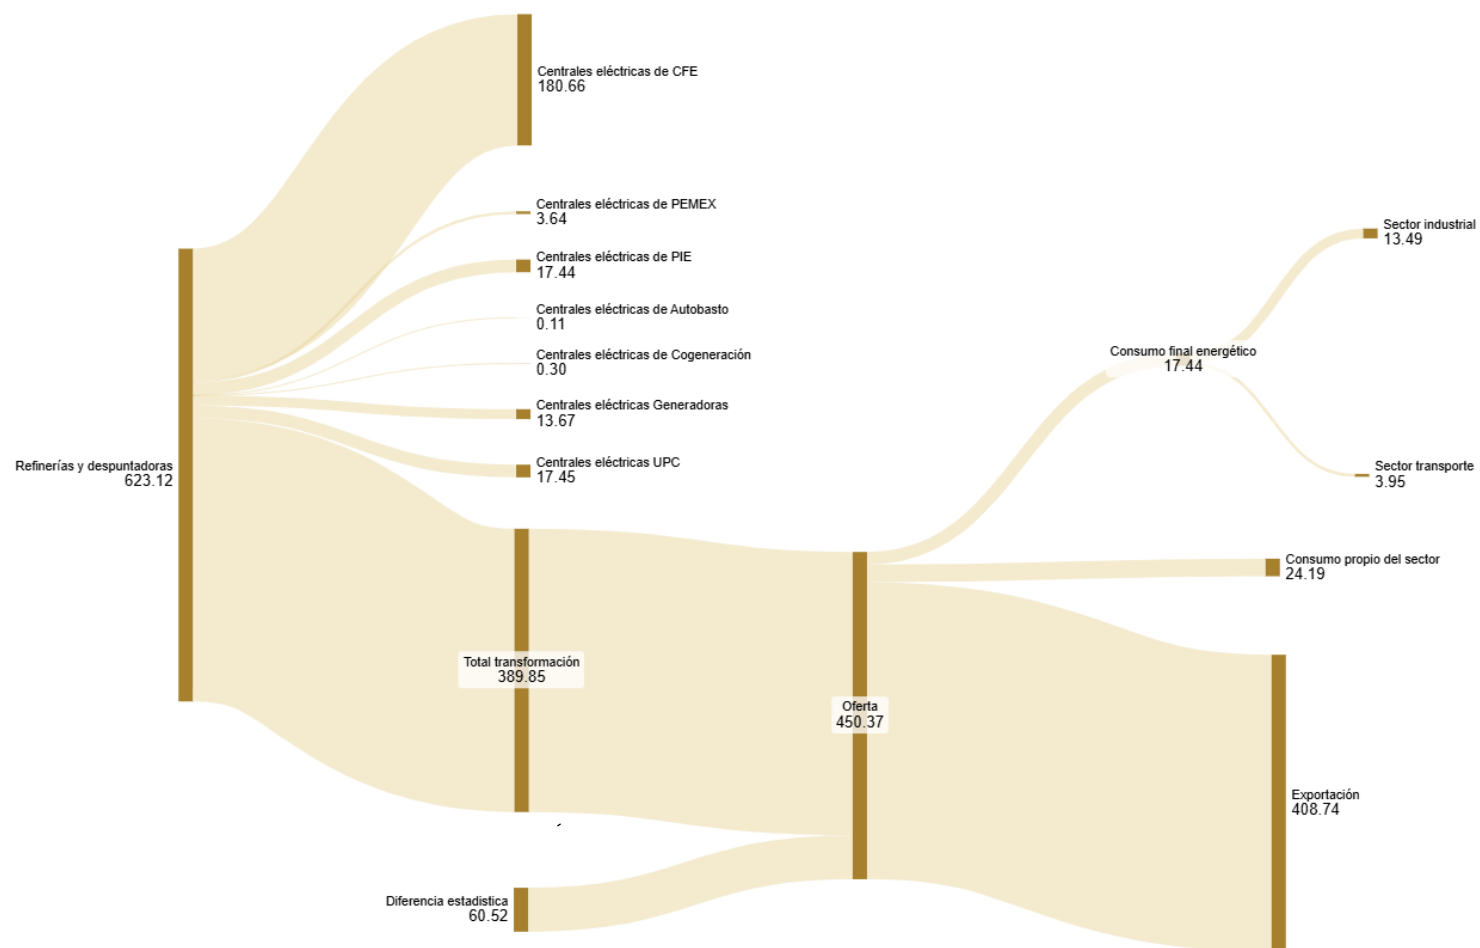 Centrales eléctricas de CFE
180.66
Centrales eléctricas de PEMEX
3.64
Sector industrial
13.49
Centrales eléctricas de PIE
17.44
Centrales eléctricas de Autobasto
0.11
Centrales eléctricas de Cogeneración
0.30
Consumo final energético
17.44
Centrales eléctricas Generadoras
13.67
Refinerías y despuntadoras
623.12
Centrales eléctricas UPC
17.45
Sector transporte
3.95
Consumo propio del sector
24.19
Total transformación
389.85
Oferta
450.37
Exportación
408.74
Diferencia estadistica
60.52